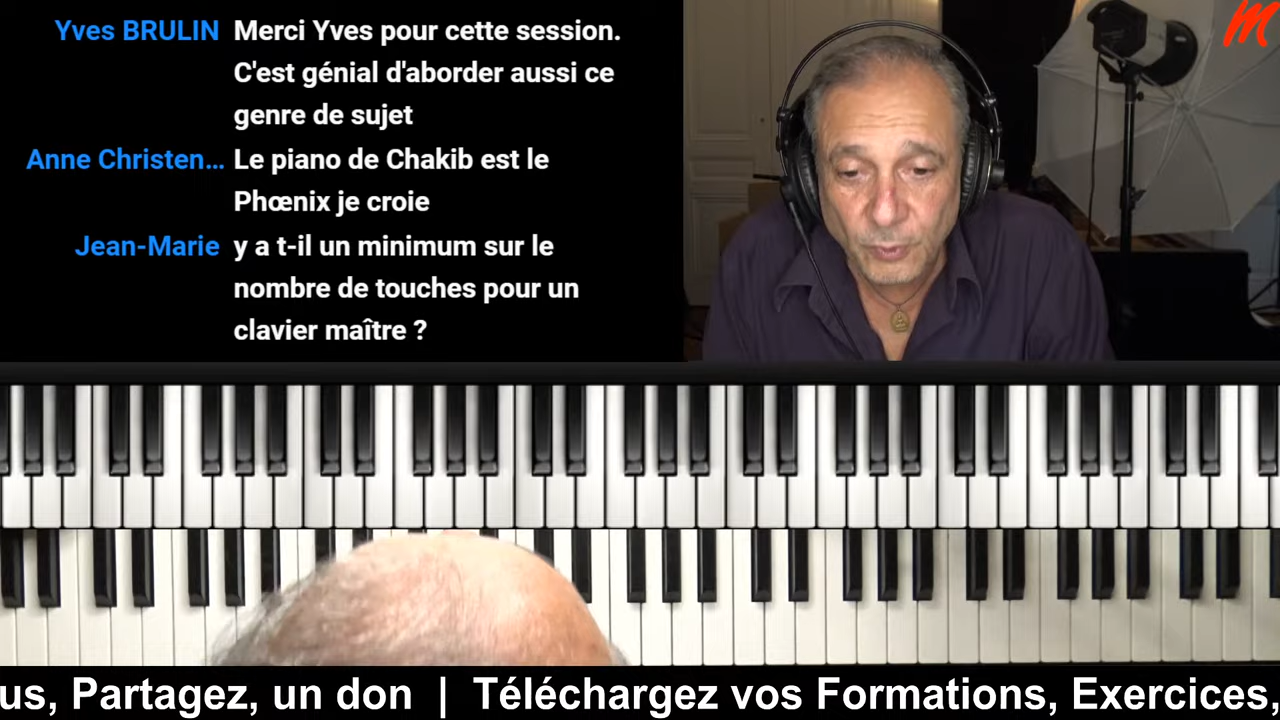 Yves BRULIN Merci Yves pour cette session.
C'est génial d'aborder aussi ce
genre de sujet
Anne Christen... Le piano de Chakib est le
Phœnix je croie
Jean-Marie y a t-il un minimum sur le
nombre de touches pour un
clavier maître ?
M
us, Partagez, un don | Téléchargez vos Formations, Exercices,